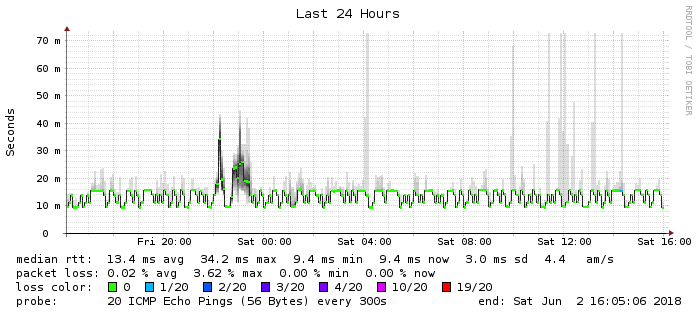 Last 24 Hours
RRDTOOL / TOBI OETIKER
Seconds
70 m
60 m
50 m
40 m
30 m
20 m
10 m
0
Fri 20:00 Sat 00:00 Sat 04:00 Sat 08:00 Sat 12:00 Sat 16:00
median rtt: 13.4 ms avg 34.2 ms max 9.4 ms min 9.4 ms now 3.0 ms sd 4.4 am/s
packet loss: 0.02 % avg 3.62 % max 0.00 % min 0.00 % now
loss color: 0 1/20 2/20 3/20 4/20 10/20 19/20
probe: 20 ICMP Echo Pings (56 Bytes) every 300s end: Sat Jun 2 16:05:06 2018